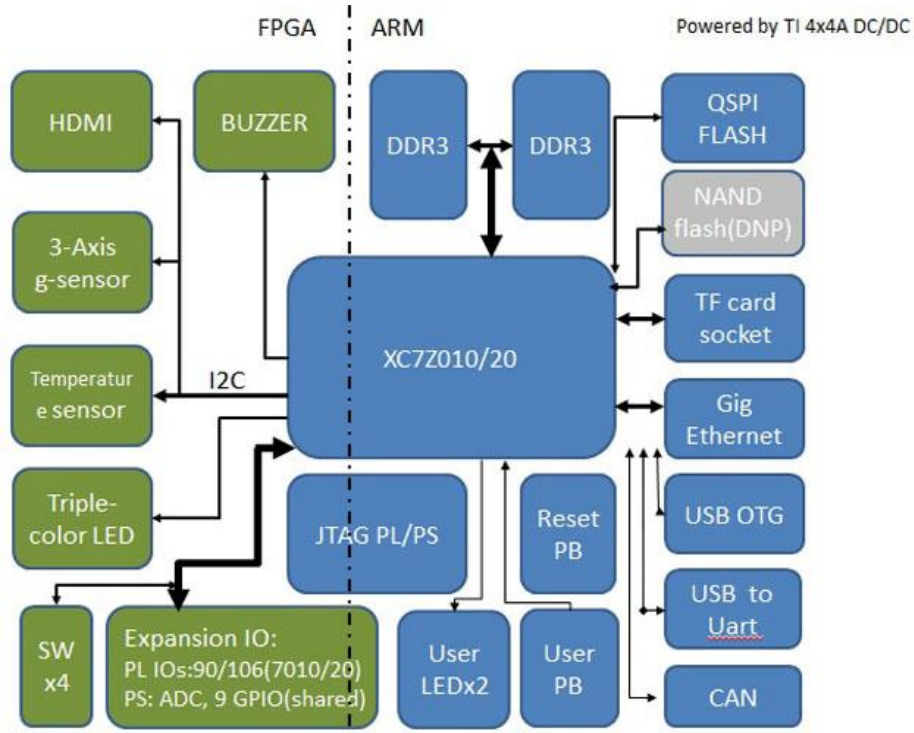 FPGA
ARM
Powered by TI 4x4A DC/DC
HDMI
BUZZER
DDR3
DDR3
QSPI
FLASH
NAND
flash(DNP)
3-Axis
g-sensor
TF card
socket
XC7Z010/20
Temperatur
e sensor
I2C
Gig
Ethernet
Triple-
color LED
JTAG PL/PS
Reset
PB
USB OTG
USB to
Uart
SW
x4
Expansion IO:
PL IOs:90/106(7010/20)
PS: ADC, 9 GPIO(shared)
User
LEDx2
User
PB
CAN